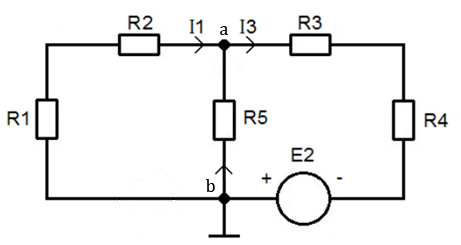 R2 I1 a I3 R3
R1 R5 R4
b + E2 -